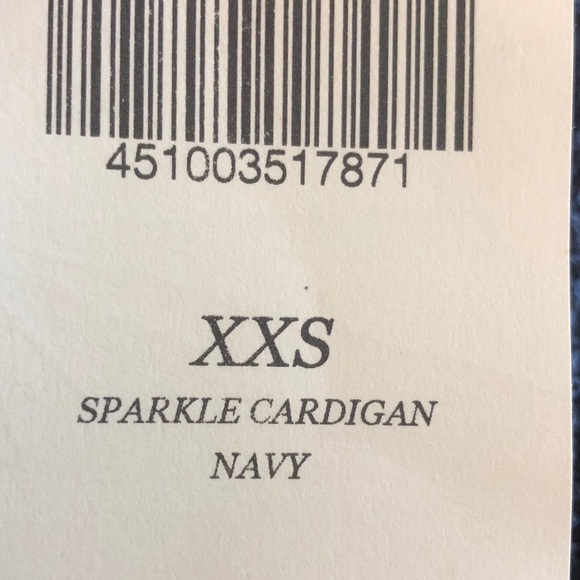 451003517871
XXS
SPARKLE CARDIGAN
NAVY